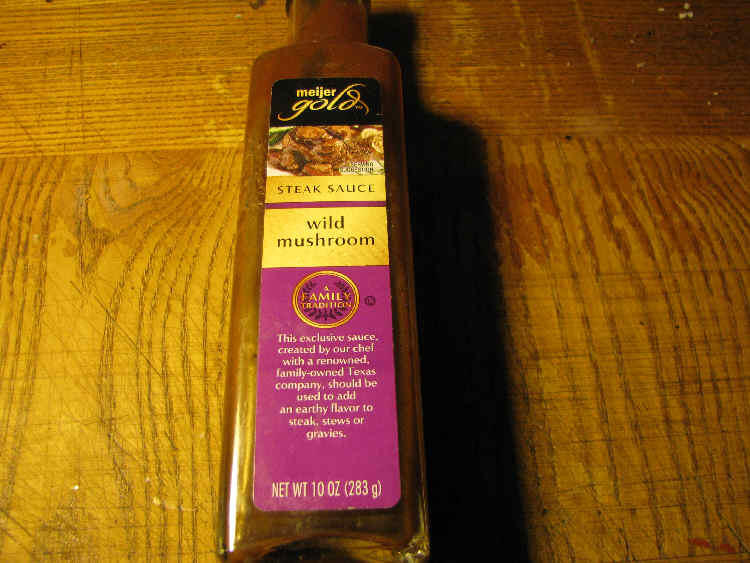 meijer
gold
STEAK SAUCE
wild
mushroom
A
FAMILY
TRADITION
This exclusive sauce,
created by our chef
with a renowned,
family-owned Texas
company, should be
used to add
an earthy flavor to
steak, stews or
gravies.
NET WT 10 OZ (283 g)